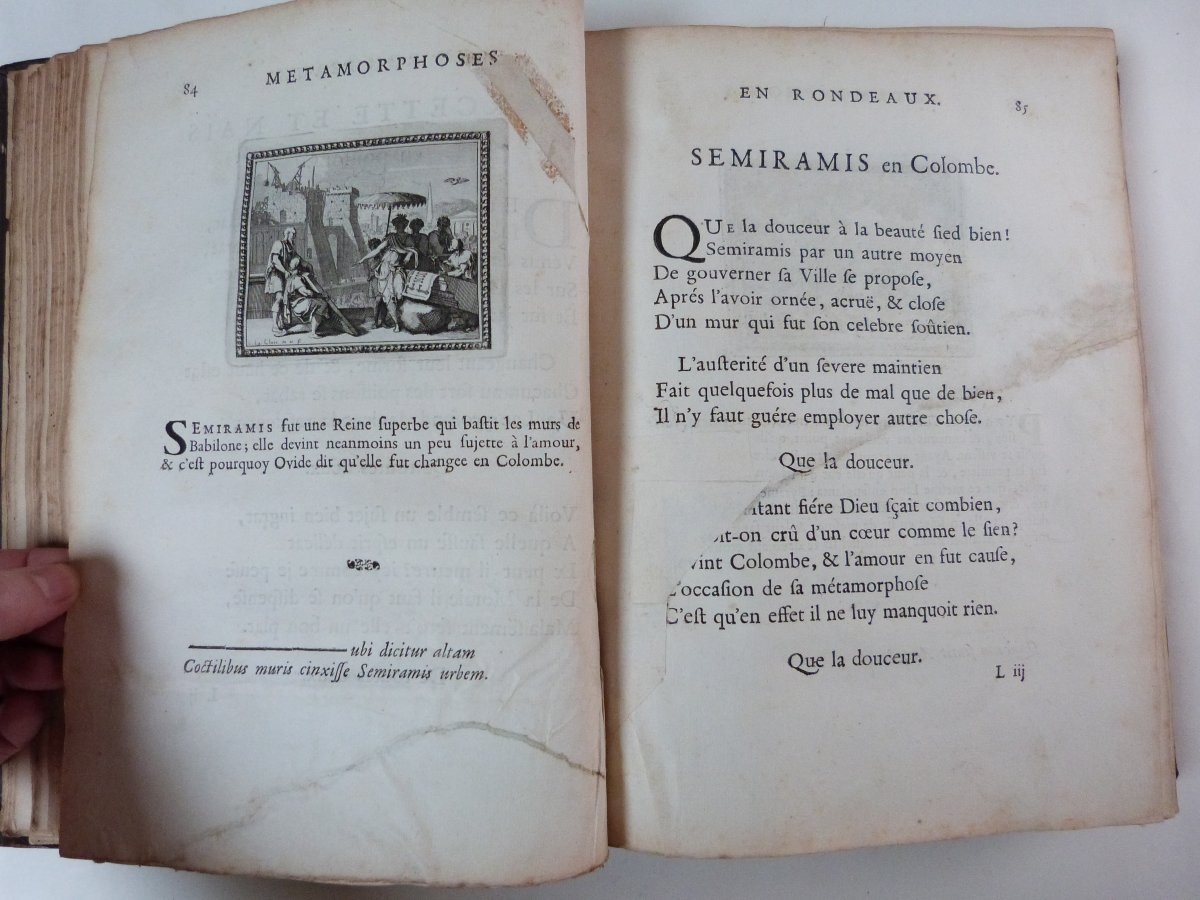 84 METAMORPHOSES
SEMIRAMIS fut une Reine superbe qui bastit les murs de
Babilone; elle devint neanmoins un peu sujette à l'amour,
& c'est pourquoy Ovide dit qu'elle fut changee en Colombe.
ubi dicitur altam
Coctilibus muris cinxisse Semiramis urbem.
EN RONDEAUX. 85
SEMIRAMIS en Colombe.
QUE la douceur à la beauté sied bien!
Semiramis par un autre moyen
De gouverner sa Ville se propose,
Aprés l'avoir ornée, acruë, & close
D'un mur qui fut son celebre soûtien.
L'austerité d'un severe maintien
Fait quelquefois plus de mal que de bien,
Il n'y faut guére employer autre chose.
Que la douceur.
fiére Dieu sçait combien,
crû d'un cœur comme le sien?
Colombe, & l'amour en fut cause,
L'occasion de sa métamorphose
C'est qu'en effet il ne luy manquoit rien.
Que la douceur.
L iij